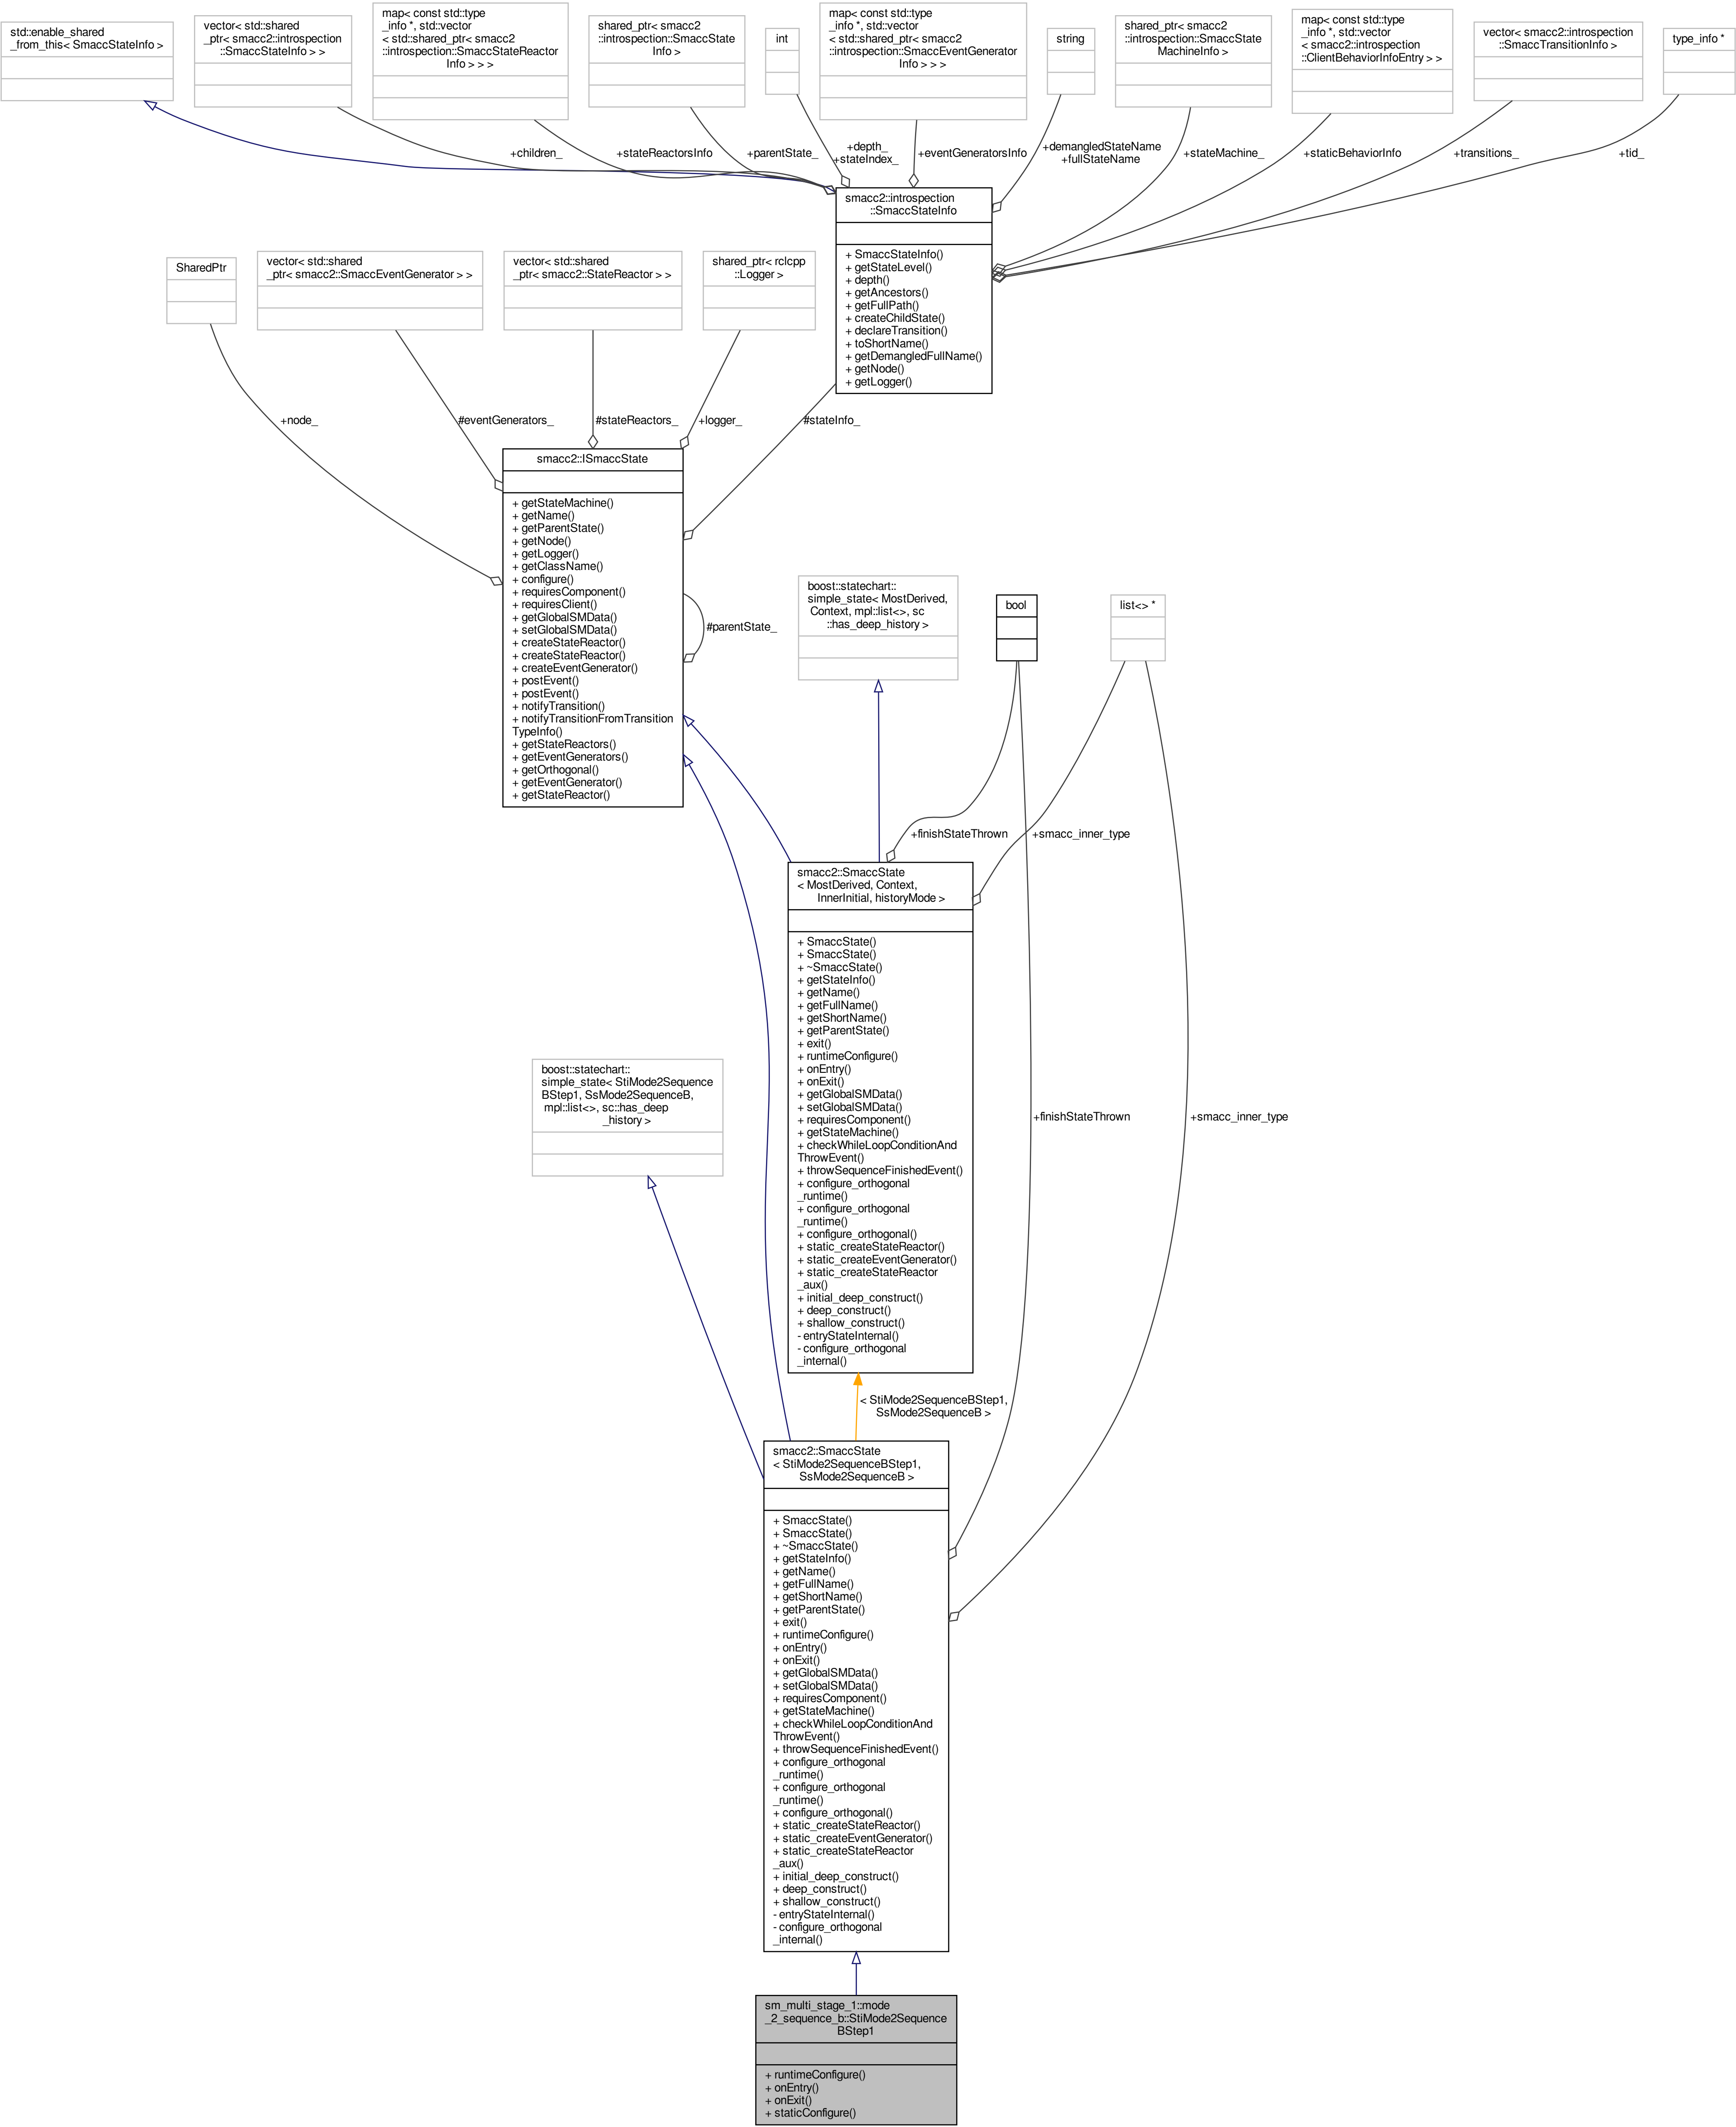 std::enable_shared
_from_this< SmaccStateInfo >
vector< std::shared
_ptr< smacc2::introspection
::SmaccStateInfo > >
map< const std::type
_info *, std::vector
< std::shared_ptr< smacc2
::introspection::SmaccStateReactor
Info > > >
shared_ptr< smacc2
::introspection::SmaccState
Info >
int
map< const std::type
_info *, std::vector
< std::shared_ptr< smacc2
::introspection::SmaccEventGenerator
Info > > >
string
shared_ptr< smacc2
::introspection::SmaccState
MachineInfo >
map< const std::type
_info *, std::vector
< smacc2::introspection
::ClientBehaviorInfoEntry > >
vector< smacc2::introspection
::SmaccTransitionInfo >
type_info *
+children_
+stateReactorsInfo
+parentState_
+depth_
+stateIndex_
+eventGeneratorsInfo
+demangledStateName
+fullStateName
+stateMachine_
+staticBehaviorInfo
+transitions_
+tid_
smacc2::introspection
::SmaccStateInfo
+ SmaccStateInfo()
+ getStateLevel()
+ depth()
+ getAncestors()
+ getFullPath()
+ createChildState()
+ declareTransition()
+ toShortName()
+ getDemangledFullName()
+ getNode()
+ getLogger()
SharedPtr
vector< std::shared
_ptr< smacc2::SmaccEventGenerator > >
vector< std::shared
_ptr< smacc2::StateReactor > >
shared_ptr< rclcpp
::Logger >
+node_
#eventGenerators_
#stateReactors_
+logger_
#stateInfo_
smacc2::ISmaccState
+ getStateMachine()
+ getName()
+ getParentState()
+ getNode()
+ getLogger()
+ getClassName()
+ configure()
+ requiresComponent()
+ requiresClient()
+ getGlobalSMData()
+ setGlobalSMData()
+ createStateReactor()
+ createStateReactor()
+ createEventGenerator()
+ postEvent()
+ postEvent()
+ notifyTransition()
+ notifyTransitionFromTransition
TypeInfo()
+ getStateReactors()
+ getEventGenerators()
+ getOrthogonal()
+ getEventGenerator()
+ getStateReactor()
#parentState_
boost::statechart::
simple_state< MostDerived,
Context, mpl::list<>, sc
::has_deep_history >
bool
list<> *
+finishStateThrown
+smacc_inner_type
smacc2::SmaccState
< MostDerived, Context,
InnerInitial, historyMode >
+ SmaccState()
+ SmaccState()
+ ~SmaccState()
+ getStateInfo()
+ getName()
+ getFullName()
+ getShortName()
+ getParentState()
+ exit()
+ runtimeConfigure()
+ onEntry()
+ onExit()
+ getGlobalSMData()
+ setGlobalSMData()
+ requiresComponent()
+ getStateMachine()
+ checkWhileLoopConditionAnd
ThrowEvent()
+ throwSequenceFinishedEvent()
+ configure_orthogonal
_runtime()
+ configure_orthogonal
_runtime()
+ configure_orthogonal()
+ static_createStateReactor()
+ static_createEventGenerator()
+ static_createStateReactor
_aux()
+ initial_deep_construct()
+ deep_construct()
+ shallow_construct()
- entryStateInternal()
- configure_orthogonal
_internal()
boost::statechart::
simple_state< StiMode2Sequence
BStep1, SsMode2SequenceB,
mpl::list<>, sc::has_deep
_history >
+finishStateThrown
+smacc_inner_type
< StiMode2SequenceBStep1,
SsMode2SequenceB >
smacc2::SmaccState
< StiMode2SequenceBStep1,
SsMode2SequenceB >
+ SmaccState()
+ SmaccState()
+ ~SmaccState()
+ getStateInfo()
+ getName()
+ getFullName()
+ getShortName()
+ getParentState()
+ exit()
+ runtimeConfigure()
+ onEntry()
+ onExit()
+ getGlobalSMData()
+ setGlobalSMData()
+ requiresComponent()
+ getStateMachine()
+ checkWhileLoopConditionAnd
ThrowEvent()
+ throwSequenceFinishedEvent()
+ configure_orthogonal
_runtime()
+ configure_orthogonal
_runtime()
+ configure_orthogonal()
+ static_createStateReactor()
+ static_createEventGenerator()
+ static_createStateReactor
_aux()
+ initial_deep_construct()
+ deep_construct()
+ shallow_construct()
- entryStateInternal()
- configure_orthogonal
_internal()
sm_multi_stage_1::mode
_2_sequence_b::StiMode2Sequence
BStep1
+ runtimeConfigure()
+ onEntry()
+ onExit()
+ staticConfigure()